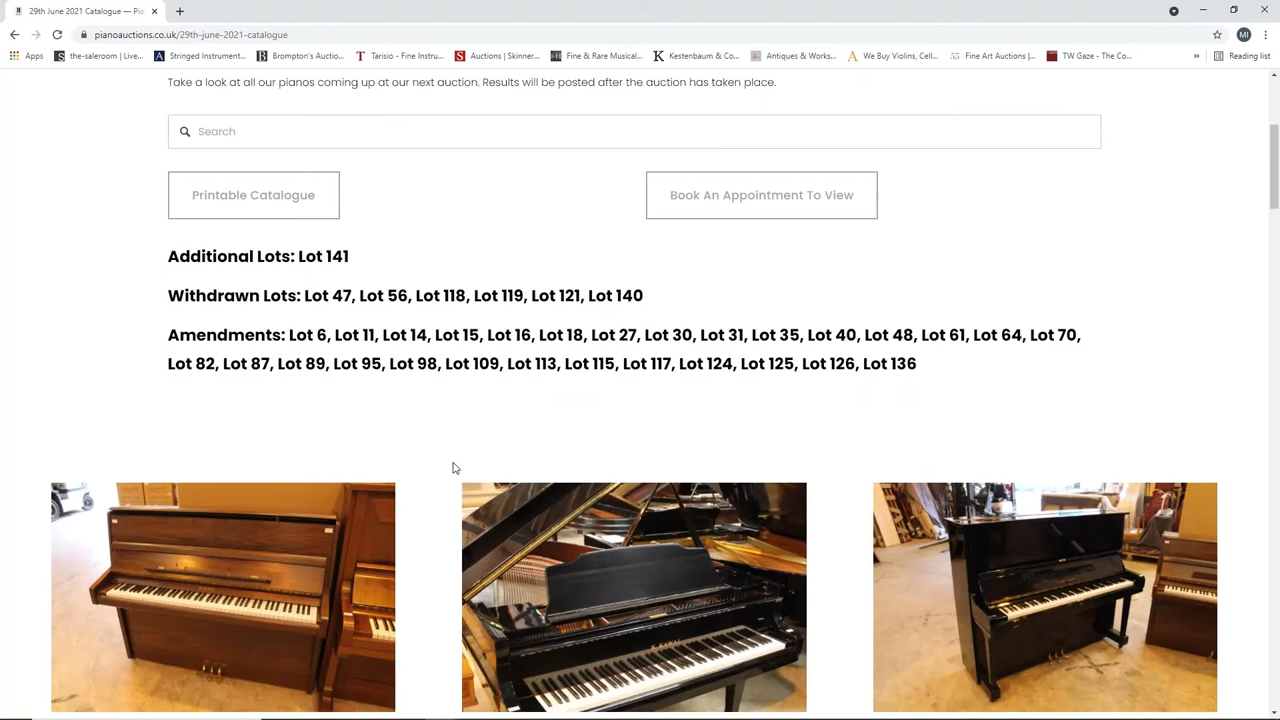 29th June 2021 Catalogue — Pia
pianoauctions.co.uk/29th-june-2021-catalogue
MI
Apps
the-saleroom | Live...
Stringed Instrument...
Brompton's Auctio...
Tarisio - Fine Instru...
Auctions | Skinner...
Fine & Rare Musical...
Kestenbaum & Co...
Antiques & Works...
We Buy Violins, Cell...
Fine Art Auctions |...
TW Gaze - The Co...
»
Reading list
Take a look at all our pianos coming up at our next auction. Results will be posted after the auction has taken place.
Search
Printable Catalogue
Book An Appointment To View
Additional Lots: Lot 141
Withdrawn Lots: Lot 47, Lot 56, Lot 118, Lot 119, Lot 121, Lot 140
Amendments: Lot 6, Lot 11, Lot 14, Lot 15, Lot 16, Lot 18, Lot 27, Lot 30, Lot 31, Lot 35, Lot 40, Lot 48, Lot 61, Lot 64, Lot 70,
Lot 82, Lot 87, Lot 89, Lot 95, Lot 98, Lot 109, Lot 113, Lot 115, Lot 117, Lot 124, Lot 125, Lot 126, Lot 136
K.KAWAI